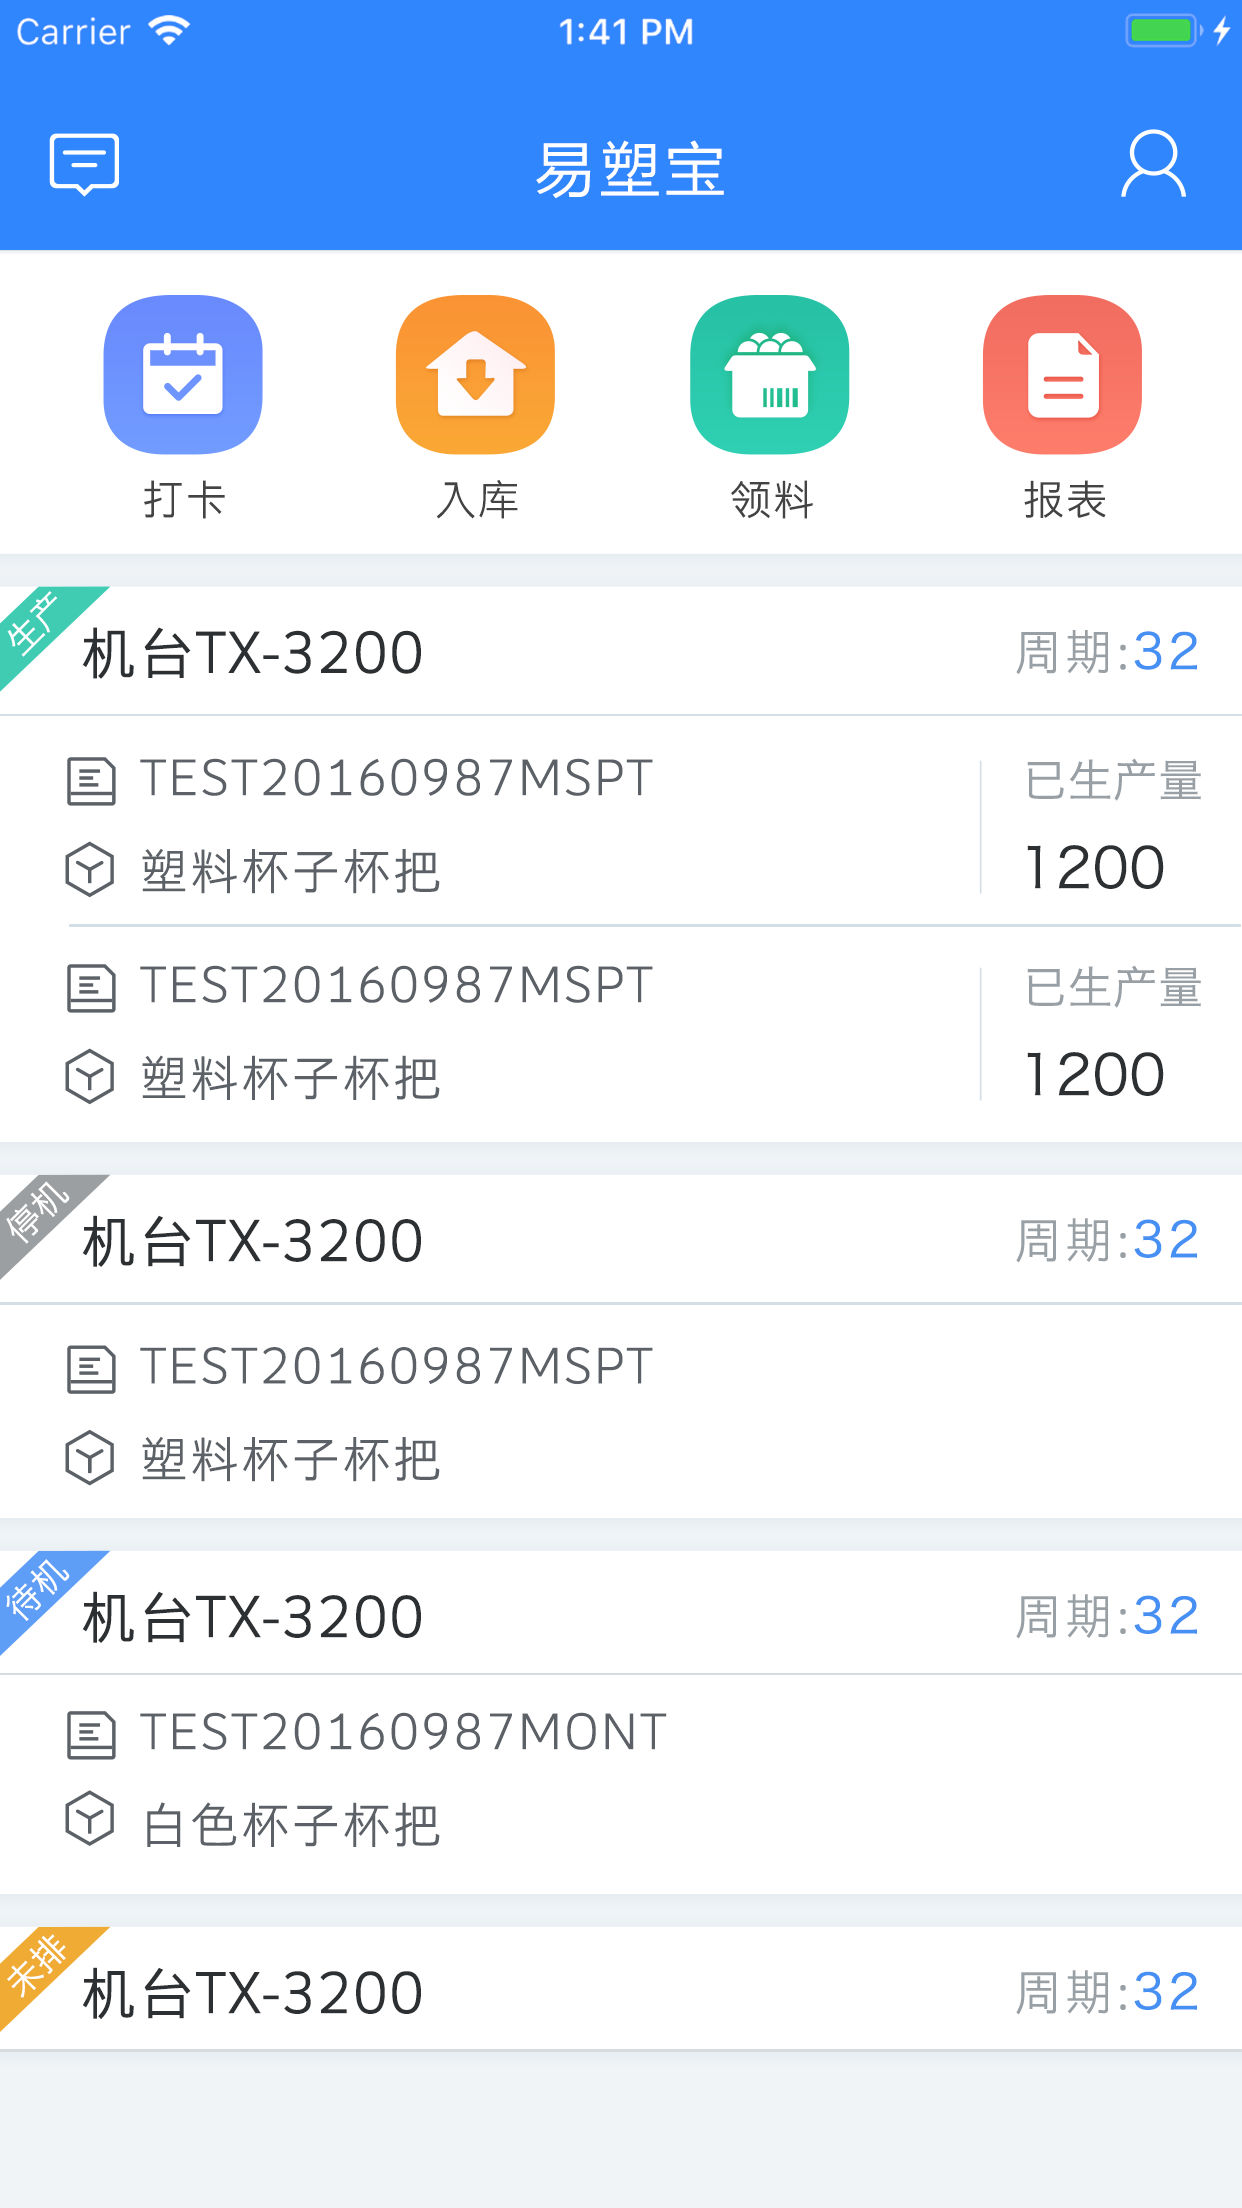 Carrier 1:41 PM
易塑宝
打卡 入库 领料 报表
生产
机台TX-3200 周期:32
TEST20160987MSPT 已生产量
塑料杯子杯把 1200
TEST20160987MSPT 已生产量
塑料杯子杯把 1200
停机
机台TX-3200 周期:32
TEST20160987MSPT
塑料杯子杯把
待机
机台TX-3200 周期:32
TEST20160987MONT
白色杯子杯把
未排
机台TX-3200 周期:32